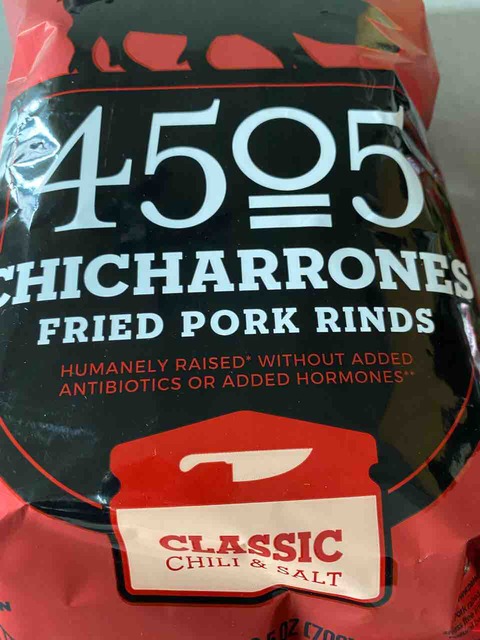 4505
CHICHARRONES
FRIED PORK RINDS
HUMANELY RAISED* WITHOUT ADDED
ANTIBIOTICS OR ADDED HORMONES**
CLASSIC
CHILI & SALT